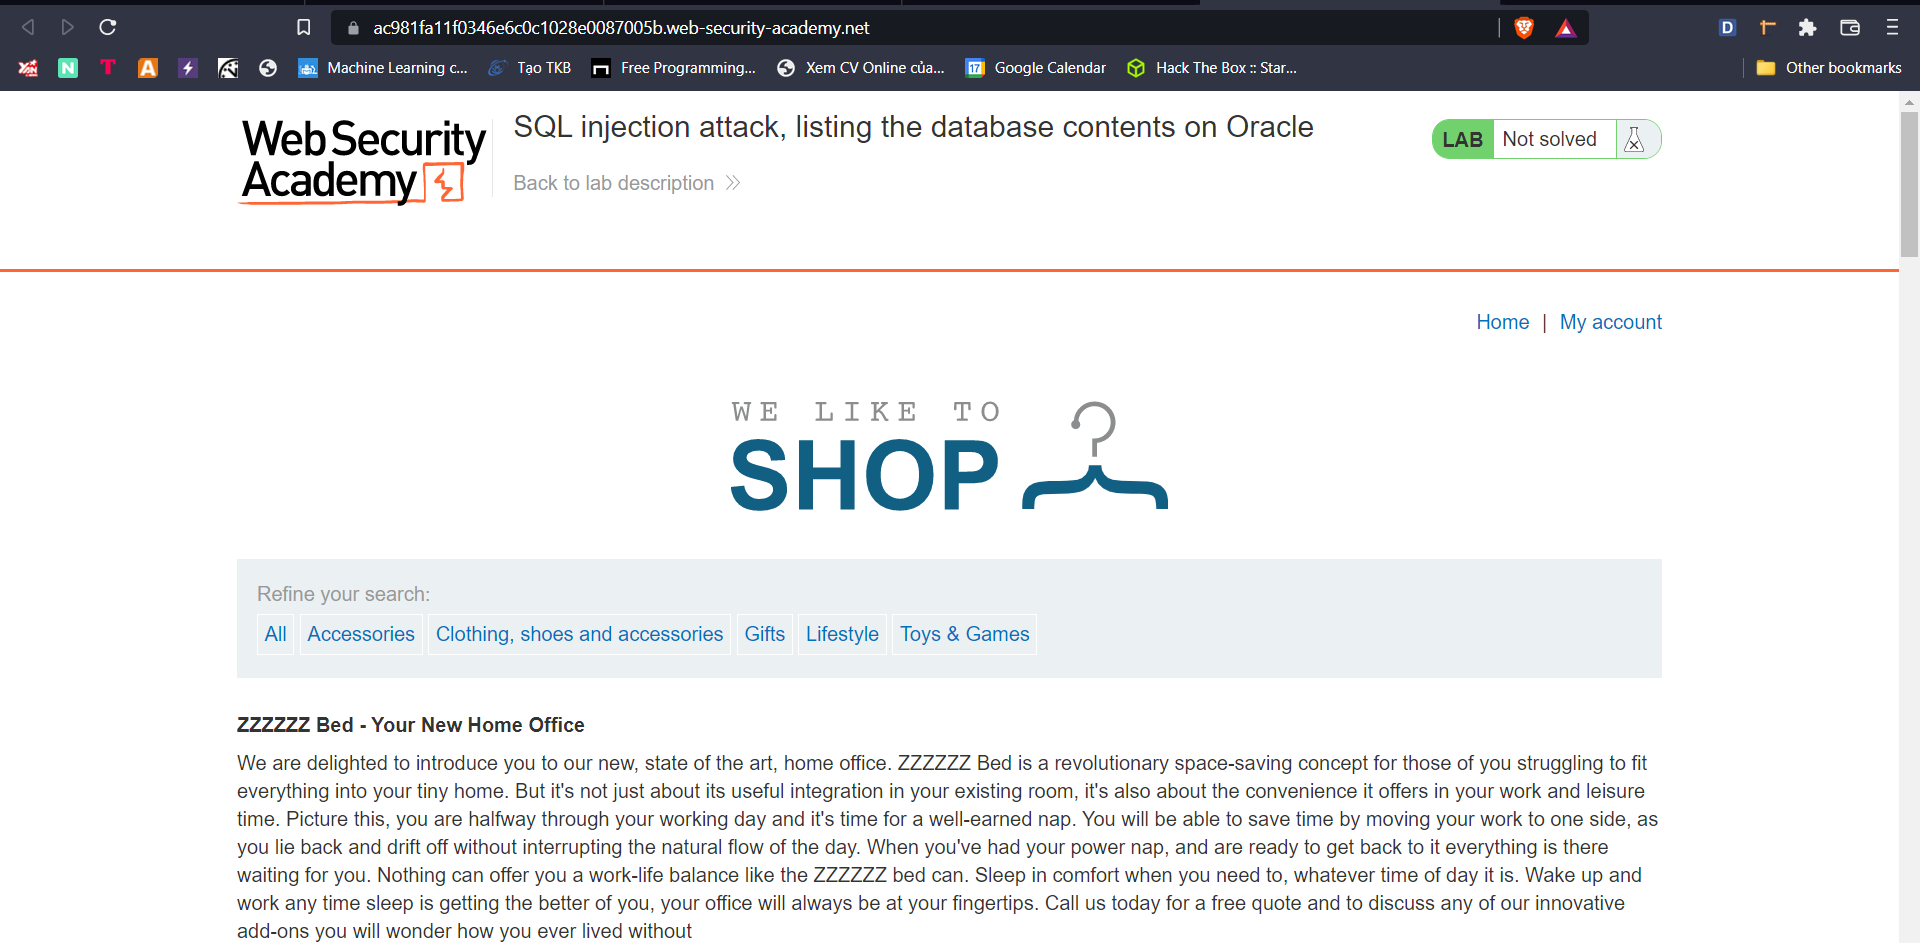 ac981fa11f0346e6c0c1028e0087005b.web-security-academy.net
Machine Learning c... Tạo TKB Free Programming... Xem CV Online của... Google Calendar Hack The Box :: Star... Other bookmarks
Web Security
Academy
SQL injection attack, listing the database contents on Oracle
Back to lab description
LAB Not solved
Home | My account
WE LIKE TO
SHOP
Refine your search:
All Accessories Clothing, shoes and accessories Gifts Lifestyle Toys & Games
ZZZZZZ Bed - Your New Home Office
We are delighted to introduce you to our new, state of the art, home office. ZZZZZZ Bed is a revolutionary space-saving concept for those of you struggling to fit
everything into your tiny home. But it's not just about its useful integration in your existing room, it's also about the convenience it offers in your work and leisure
time. Picture this, you are halfway through your working day and it's time for a well-earned nap. You will be able to save time by moving your work to one side, as
you lie back and drift off without interrupting the natural flow of the day. When you've had your power nap, and are ready to get back to it everything is there
waiting for you. Nothing can offer you a work-life balance like the ZZZZZZ bed can. Sleep in comfort when you need to, whatever time of day it is. Wake up and
work any time sleep is getting the better of you, your office will always be at your fingertips. Call us today for a free quote and to discuss any of our innovative
add-ons you will wonder how you ever lived without